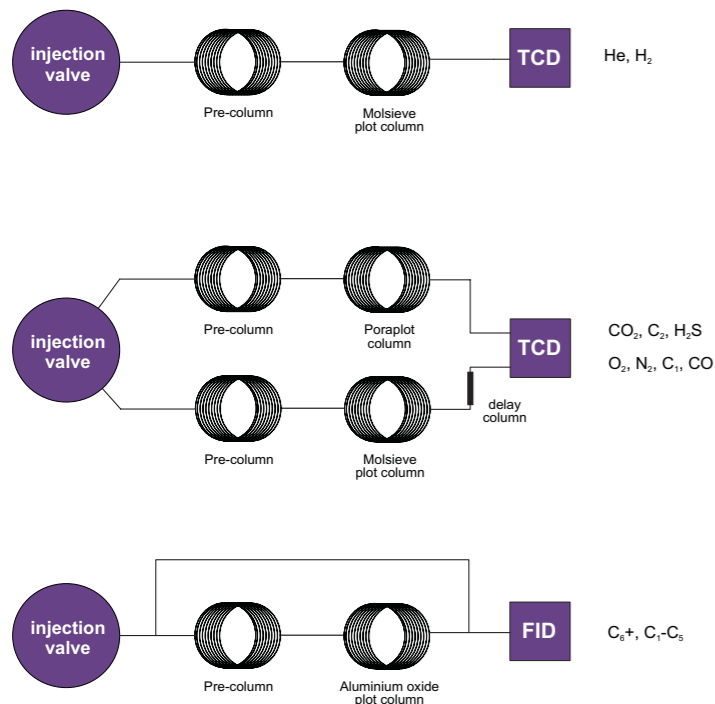 injection
valve
Pre-column
Molsieve
plot column
TCD
He, H₂
injection
valve
Pre-column
Poraplot
column
Pre-column
Molsieve
plot column
delay
column
TCD
CO₂, C₂, H₂S
O₂, N₂, C₁, CO
injection
valve
Pre-column
Aluminium oxide
plot column
FID
C₆+, C₁-C₅